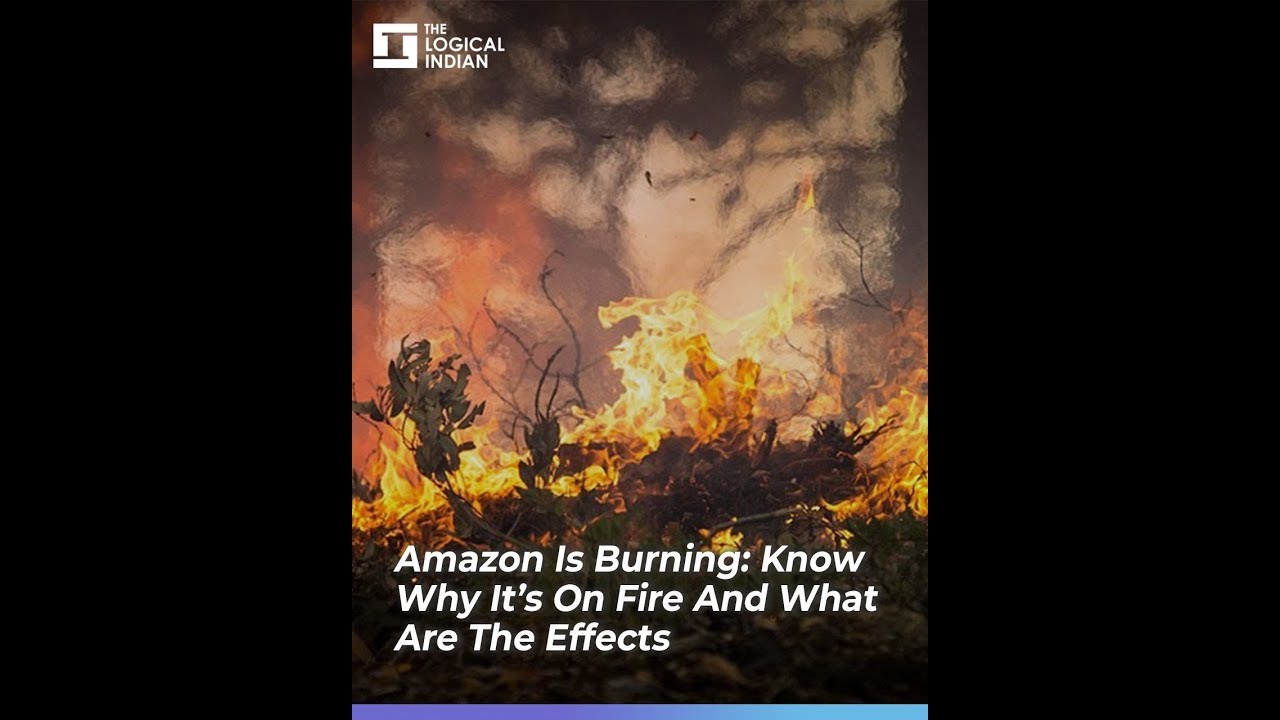 THE
LOGICAL
INDIAN
Amazon Is Burning: Know
Why It’s On Fire And What
Are The Effects